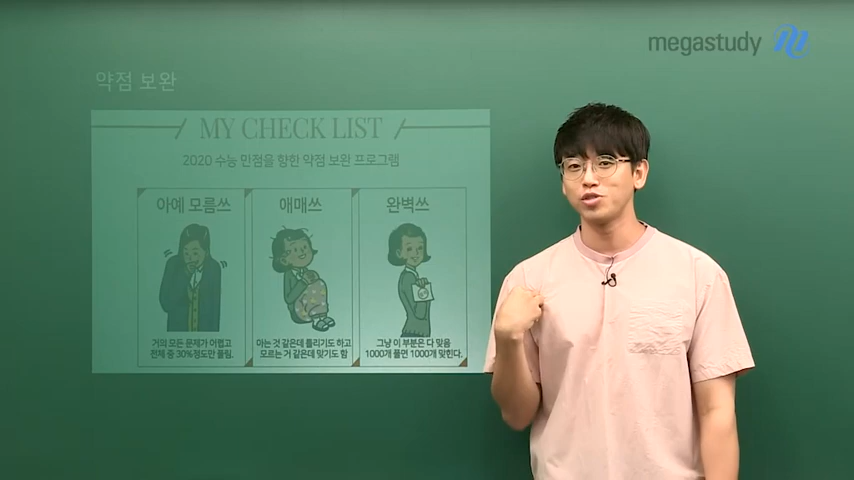 megastudy
약점 보완
MY CHECK LIST
2020 수능 만점을 향한 약점 보완 프로그램
아예 모름쓰
애매쓰
완벽쓰
거의 모든 문제가 어렵고
전체 중 30%정도만 풀림.
아는 것 같은데 틀리기도 하고
모르는 거 같은데 맞기도 함
그냥 이 부분은 다 맞음
1000개 풀면 1000개 맞힌다.